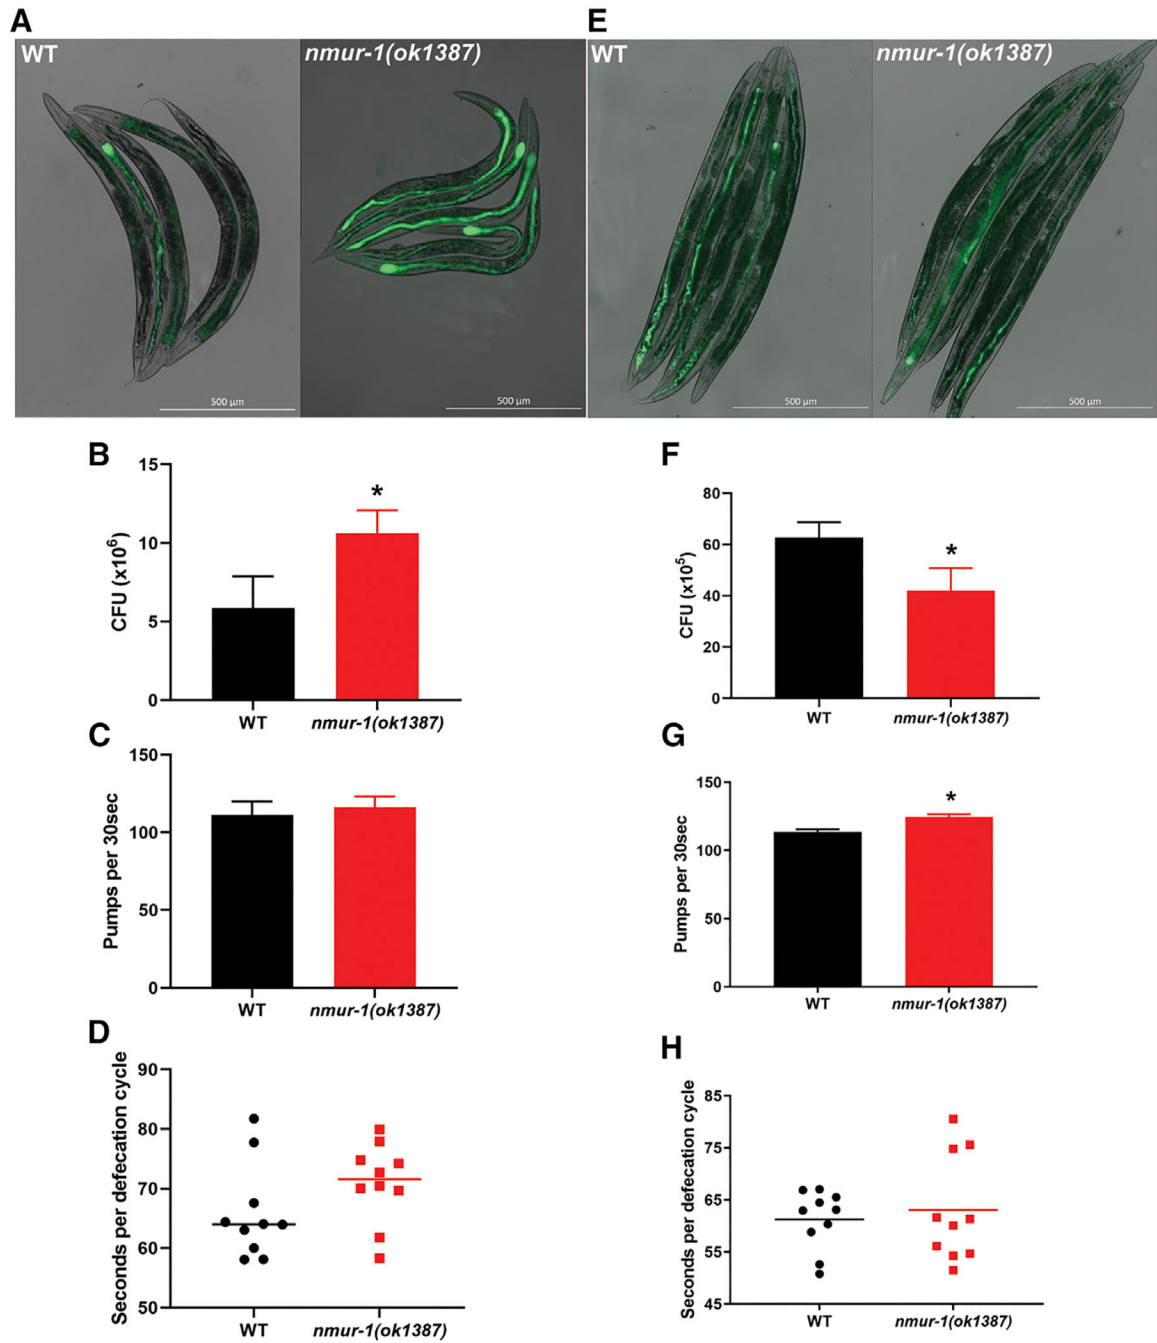 A
WT
nmur-1(ok1387)
500 µm
500 µm
E
WT
nmur-1(ok1387)
500 µm
500 µm
B
CFU (x10⁶)
15
10
5
0
WT
nmur-1(ok1387)
*
F
CFU (x10⁵)
80
60
40
20
0
WT
nmur-1(ok1387)
*
C
Pumps per 30sec
150
100
50
0
WT
nmur-1(ok1387)
G
Pumps per 30sec
150
100
50
0
WT
nmur-1(ok1387)
*
D
Seconds per defecation cycle
90
80
70
60
50
WT
nmur-1(ok1387)
H
Seconds per defecation cycle
85
75
65
55
45
WT
nmur-1(ok1387)